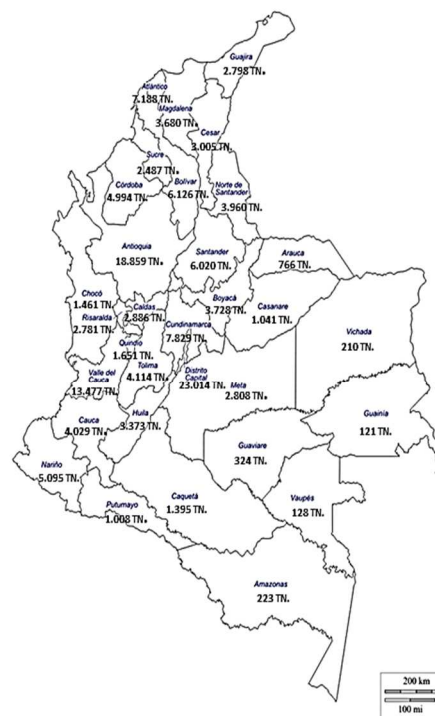 Guajira
2.798 TN.
Atlántico
7.188 TN.
Magdalena
3.680 TN.
Cesar
3.005 TN.
Sucre
2.487 TN.
Córdoba
4.994 TN.
Bolívar
6.126 TN.
Norte de
Santander
3.960 TN.
Antioquia
18.859 TN.
Santander
6.020 TN.
Arauca
766 TN.
Chocó
1.461 TN.
Risaralda
2.781 TN.
Caldas
2.886 TN.
Boyacá
3.728 TN.
Cundinamarca
7.829 TN.
Casanare
1.041 TN.
Vichada
210 TN.
Quindío
1.651 TN.
Tolima
4.114 TN.
Valle del
Cauca
13.477 TN.
Distrito
Capital
23.014 TN.
Meta
2.808 TN.
Cauca
4.029 TN.
Huila
3.373 TN.
Guainía
121 TN.
Guaviare
324 TN.
Nariño
5.095 TN.
Putumayo
1.008 TN.
Caquetá
1.395 TN.
Vaupés
128 TN.
Amazonas
223 TN.
200 km
100 mi